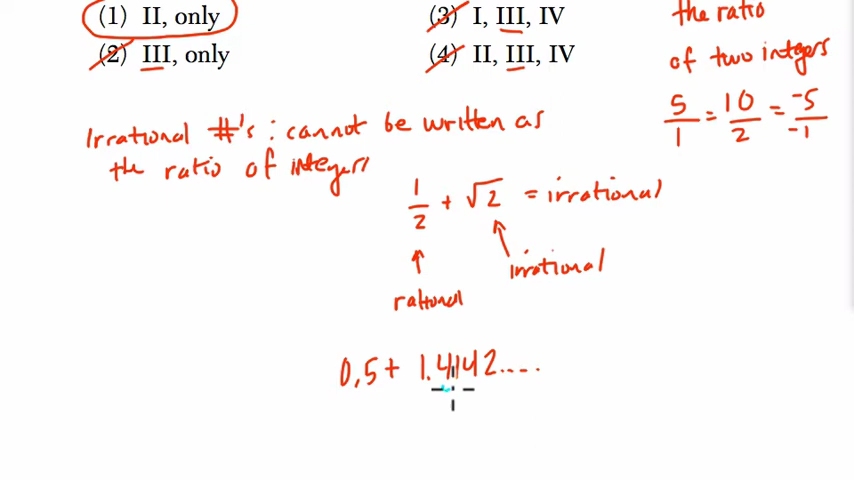 (1) II, only
(3) I, III, IV
(2) III, only
(4) II, III, IV
the ratio
of two integers
5/1 = 10/2 = -5/-1
Irrational #'s : cannot be written as
the ratio of integers
1/2 + √2 = irrational
rational
irrational
0.5 + 1.4142....